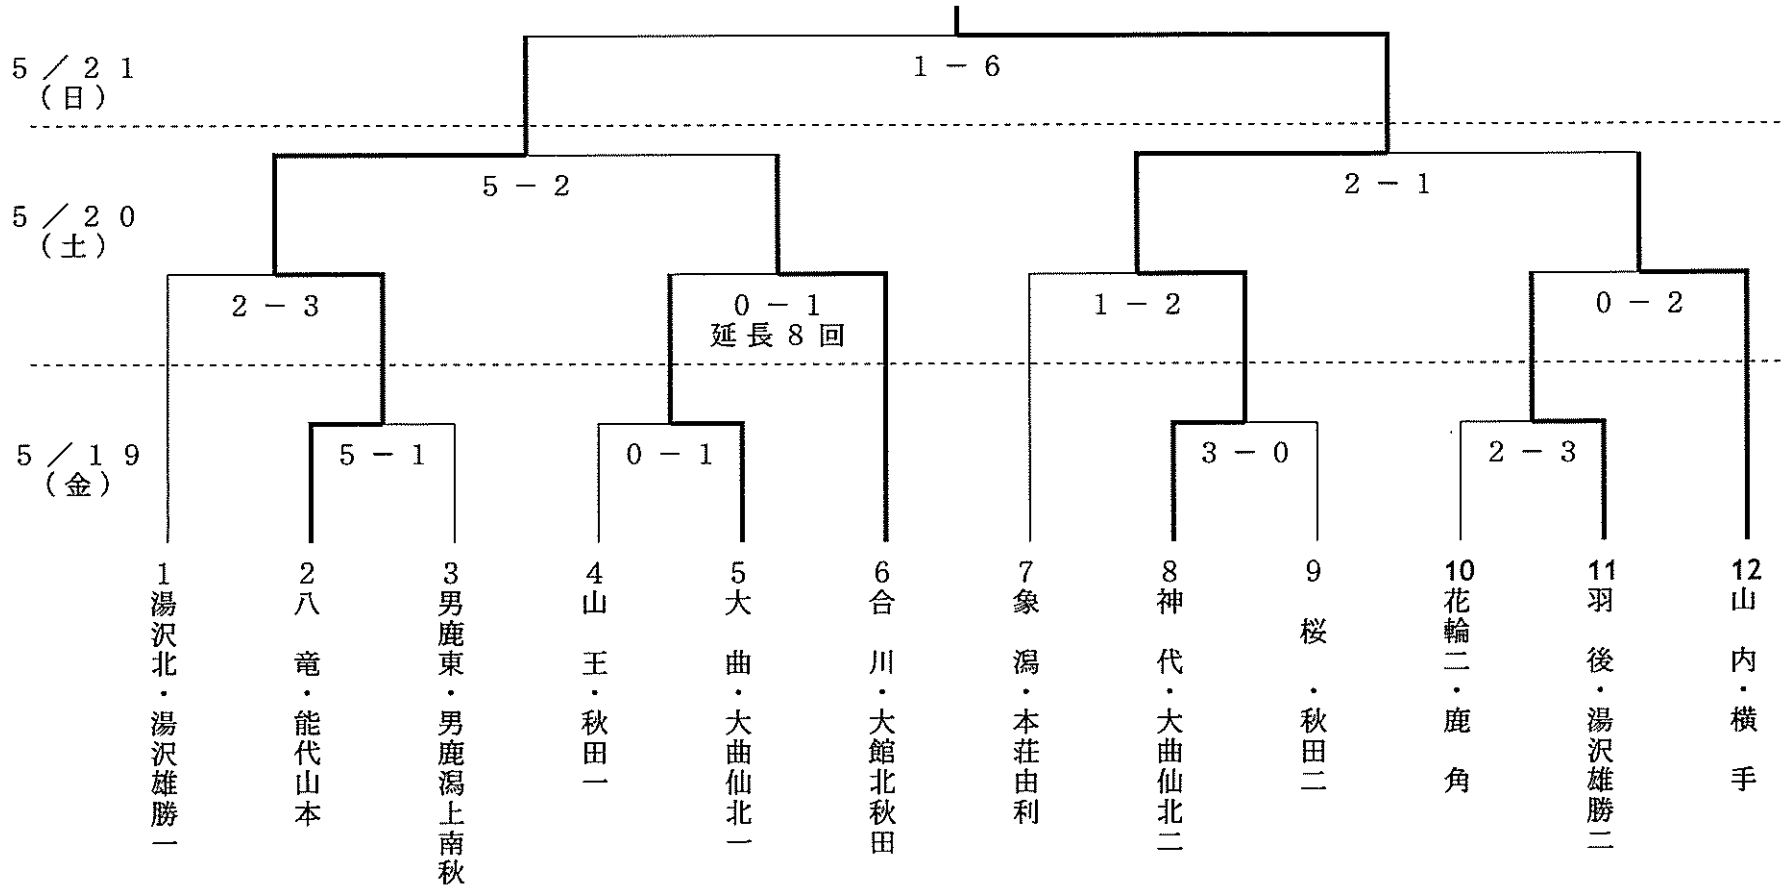 5／21
（日）
1－6
5／20
（土）
5－2
2－1
2－3
0－1
延長8回
1－2
0－2
5／19
（金）
5－1
0－1
3－0
2－3
1 湯沢北・湯沢雄勝一
2 八　竜・能代山本
3 男鹿東・男鹿潟上南秋
4 山　王・秋田一
5 大　曲・大曲仙北一
6 合　川・大館北秋田
7 象　潟・本荘由利
8 神　代・大曲仙北二
9 桜　・秋田二
10 花輪二・鹿　角
11 羽　後・湯沢雄勝二
12 山　内・横　手